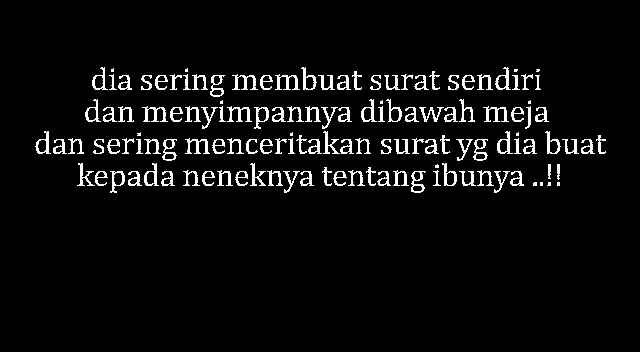 dia sering membuat surat sendiri
dan menyimpannya dibawah meja
dan sering menceritakan surat yg dia buat
kepada neneknya tentang ibunya ..!!